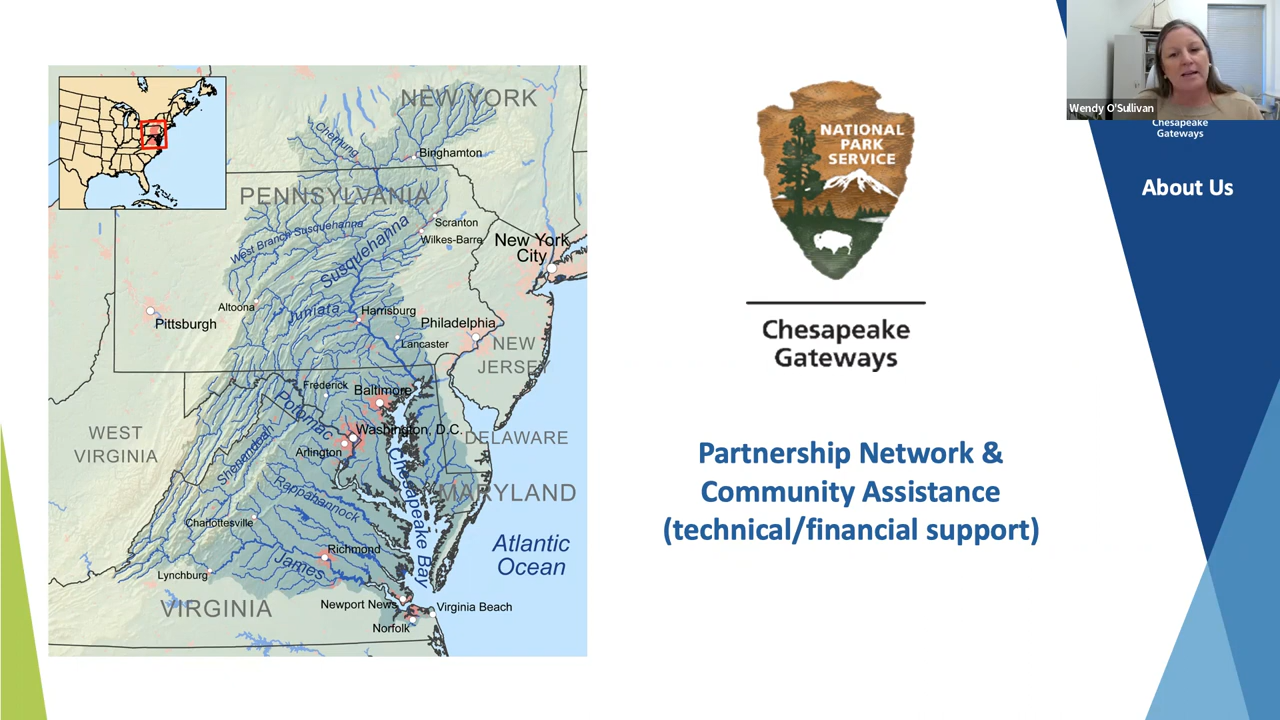 NEW YORK
Chemung
Binghamton
PENNSYLVANIA
Scranton
West Branch Susquehanna
Susquehanna
Wilkes-Barre
New York
City
Altoona
Juniata
Harrisburg
Pittsburgh
Philadelphia
Lancaster
NEW
JERSEY
Frederick
Baltimore
Potomac
Washington, D.C.
WEST
VIRGINIA
Shenandoah
Arlington
DELAWARE
Chesapeake Bay
Rappahannock
MARYLAND
Charlottesville
Richmond
Atlantic
Ocean
James
Lynchburg
VIRGINIA
Newport News
Virginia Beach
Norfolk
NATIONAL
PARK
SERVICE
Chesapeake
Gateways
Partnership Network &
Community Assistance
(technical/financial support)
Wendy O'Sullivan
Chesapeake
Gateways
About Us